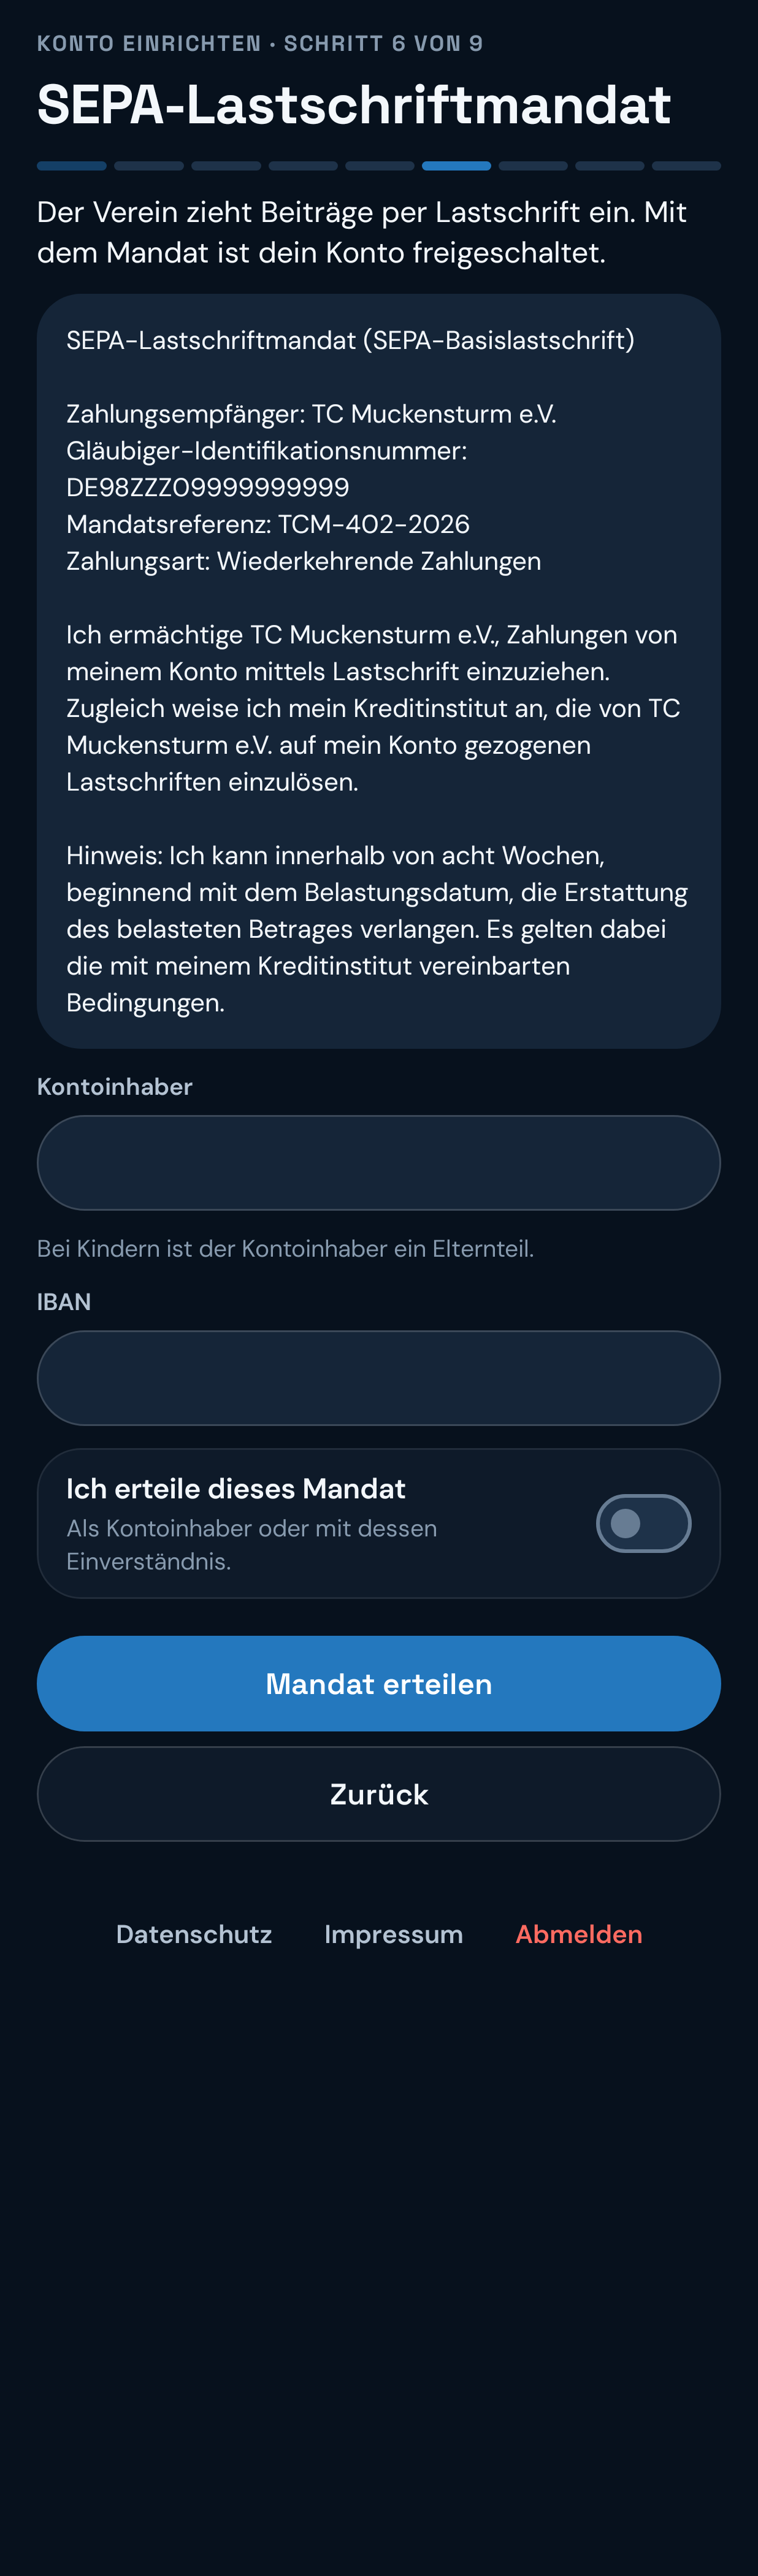 KONTO EINRICHTEN · SCHRITT 6 VON 9
SEPA-Lastschriftmandat
Der Verein zieht Beiträge per Lastschrift ein. Mit
dem Mandat ist dein Konto freigeschaltet.
SEPA-Lastschriftmandat (SEPA-Basislastschrift)
Zahlungsempfänger: TC Muckensturm e.V.
Gläubiger-Identifikationsnummer:
DE98ZZZ09999999999
Mandatsreferenz: TCM-402-2026
Zahlungsart: Wiederkehrende Zahlungen
Ich ermächtige TC Muckensturm e.V., Zahlungen von
meinem Konto mittels Lastschrift einzuziehen.
Zugleich weise ich mein Kreditinstitut an, die von TC
Muckensturm e.V. auf mein Konto gezogenen
Lastschriften einzulösen.
Hinweis: Ich kann innerhalb von acht Wochen,
beginnend mit dem Belastungsdatum, die Erstattung
des belasteten Betrages verlangen. Es gelten dabei
die mit meinem Kreditinstitut vereinbarten
Bedingungen.
Kontoinhaber
Bei Kindern ist der Kontoinhaber ein Elternteil.
IBAN
Ich erteile dieses Mandat
Als Kontoinhaber oder mit dessen
Einverständnis.
Mandat erteilen
Zurück
Datenschutz Impressum Abmelden